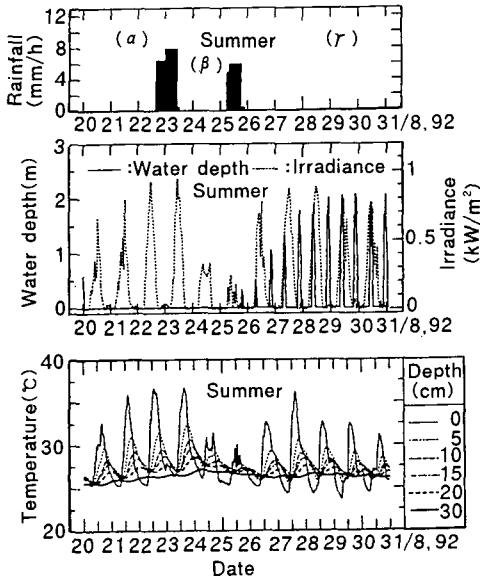 12
8
4
0
Rainfall
(mm/h)
(α) Summer (γ)
(β)
20 21 22 23 24 25 26 27 28 29 30 31/8, 92
3
2
1
0
Water depth(m)
:Water depth :Irradiance
Summer
1
0.5
0
Irradiance
(kW/m²)
20 21 22 23 24 25 26 27 28 29 30 31/8, 92
40
30
20
Temperature(℃)
Summer
Depth
(cm)
0
5
10
15
20
30
20 21 22 23 24 25 26 27 28 29 30 31/8, 92
Date